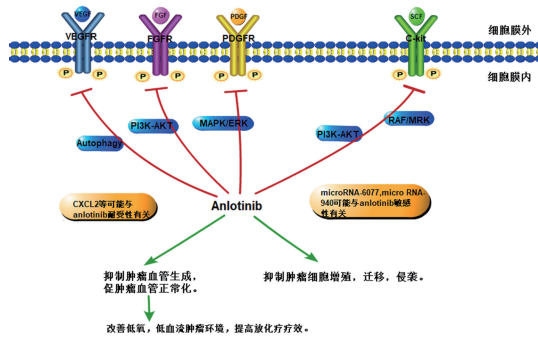 VEGF
FGF
PDGF
SCF
细胞膜外
VEGFR
FGFR
PDGFR
C-kit
P P P P P P P P
细胞膜内
PI3K-AKT
MAPK/ERK
RAF/MRK
PI3K-AKT
Autophagy
CXCL2等可能与
anlotinib耐受性有关
Anlotinib
microRNA-6077,micro RNA-
940可能与anlotinib敏感
性有关
抑制肿瘤血管生成，
促肿瘤血管正常化。
抑制肿瘤细胞增殖，迁移，侵袭。
改善低氧，低血淡肿瘤环境，提高放化疗疗效。